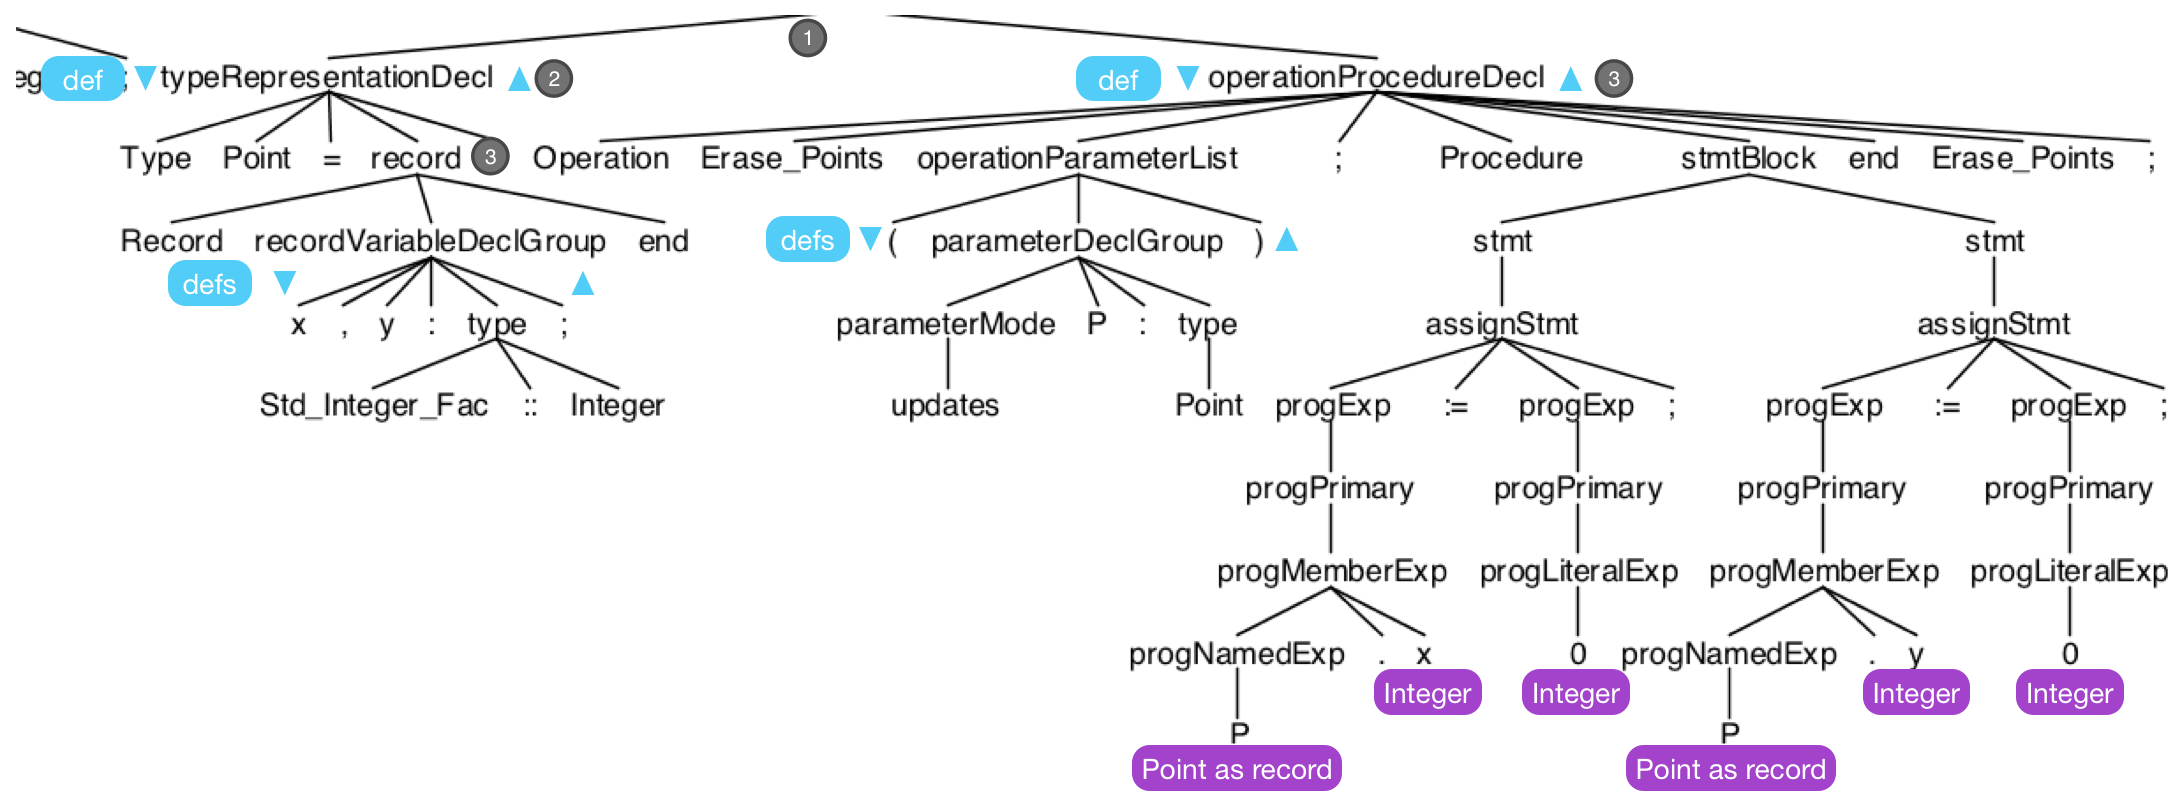 1
def ; typeRepresentationDecl 2 def operationProcedureDecl 3
Type Point = record 3 Operation Erase_Points operationParameterList ; Procedure stmtBlock end Erase_Points ;
Record recordVariableDeclGroup end defs ( parameterDeclGroup ) stmt stmt
defs
x , y : type ; parameterMode P : type assignStmt assignStmt
Std_Integer_Fac :: Integer updates Point progExp := progExp ; progExp := progExp ;
progPrimary progPrimary progPrimary progPrimary
progMemberExp progLiteralExp progMemberExp progLiteralExp
progNamedExp . x 0 progNamedExp . y 0
Integer Integer Integer Integer
P P
Point as record Point as record